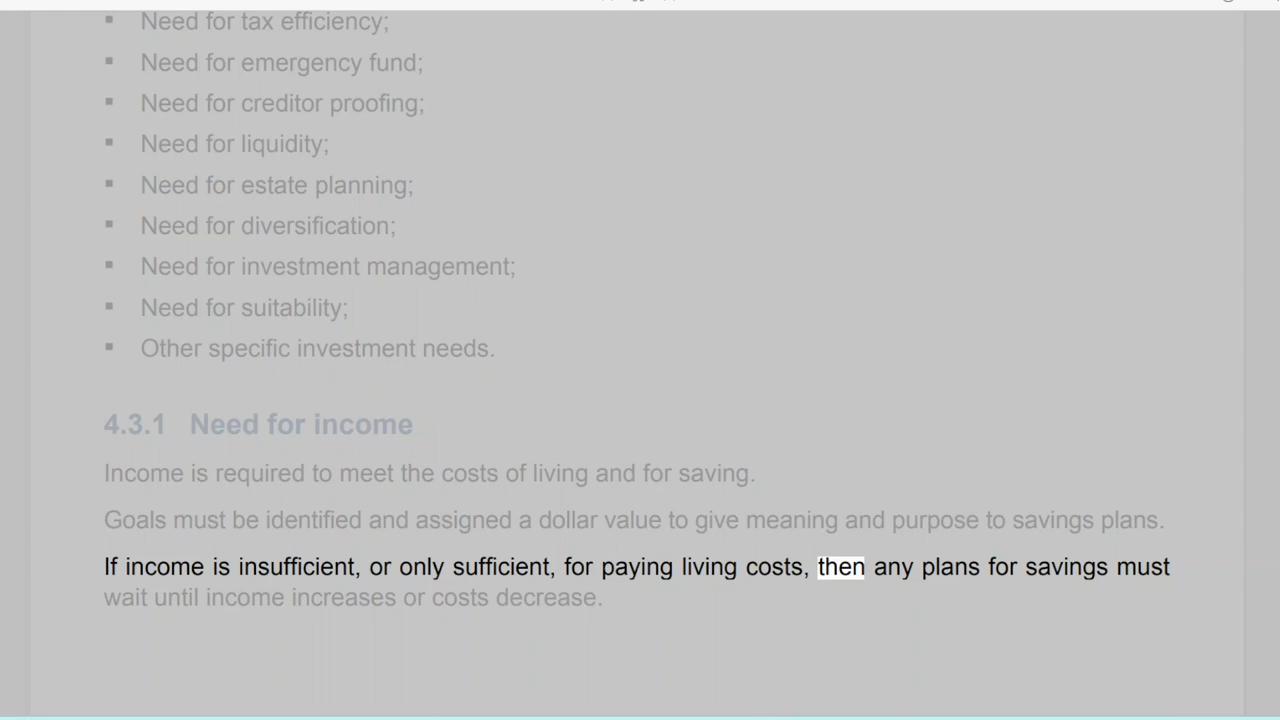 ▪ Need for tax efficiency;
▪ Need for emergency fund;
▪ Need for creditor proofing;
▪ Need for liquidity;
▪ Need for estate planning;
▪ Need for diversification;
▪ Need for investment management;
▪ Need for suitability;
▪ Other specific investment needs.
4.3.1 Need for income
Income is required to meet the costs of living and for saving.
Goals must be identified and assigned a dollar value to give meaning and purpose to savings plans.
If income is insufficient, or only sufficient, for paying living costs, then any plans for savings must
wait until income increases or costs decrease.